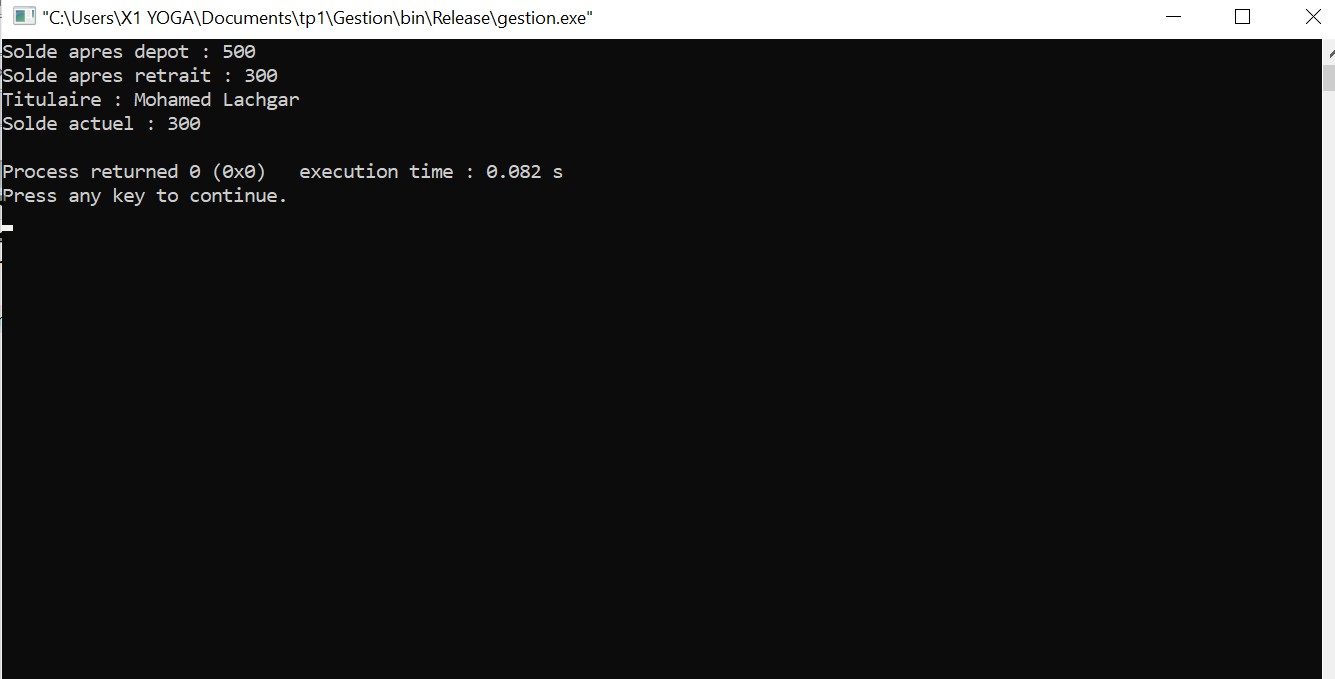 "C:\Users\X1 YOGA\Documents\tp1\Gestion\bin\Release\gestion.exe"
Solde apres depot : 500
Solde apres retrait : 300
Titulaire : Mohamed Lachgar
Solde actuel : 300
Process returned 0 (0x0)   execution time : 0.082 s
Press any key to continue.